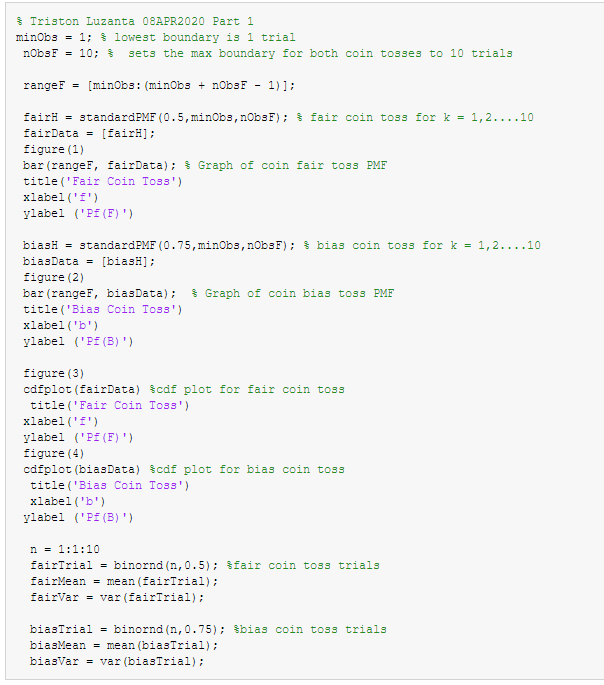 % Triston Luzanta 08APR2020 Part 1
minObs = 1; % lowest boundary is 1 trial
nObsF = 10; %  sets the max boundary for both coin tosses to 10 trials
rangeF = [minObs:(minObs + nObsF - 1)];
fairH = standardPMF(0.5,minObs,nObsF); % fair coin toss for k = 1,2....10
fairData = [fairH];
figure(1)
bar(rangeF, fairData); % Graph of coin fair toss PMF
title('Fair Coin Toss')
xlabel('f')
ylabel ('Pf(F)')
biasH = standardPMF(0.75,minObs,nObsF); % bias coin toss for k = 1,2....10
biasData = [biasH];
figure(2)
bar(rangeF, biasData);  % Graph of coin bias toss PMF
title('Bias Coin Toss')
xlabel('b')
ylabel ('Pf(B)')
figure(3)
cdfplot(fairData) %cdf plot for fair coin toss
title('Fair Coin Toss')
xlabel('f')
ylabel ('Pf(F)')
figure(4)
cdfplot(biasData) %cdf plot for bias coin toss
title('Bias Coin Toss')
xlabel('b')
ylabel ('Pf(B)')
n = 1:1:10
fairTrial = binornd(n,0.5); %fair coin toss trials
fairMean = mean(fairTrial);
fairVar = var(fairTrial);
biasTrial = binornd(n,0.75); %bias coin toss trials
biasMean = mean(biasTrial);
biasVar = var(biasTrial);